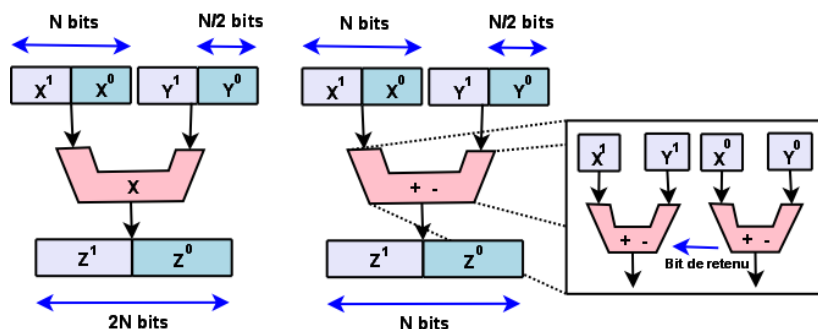 N bits N/2 bits N bits N/2 bits
X¹ X⁰ Y¹ Y⁰ X¹ X⁰ Y¹ Y⁰
X¹ Y¹ X⁰ Y⁰
X + -
+ - + -
Bit de retenu
Z¹ Z⁰ Z¹ Z⁰
2N bits N bits